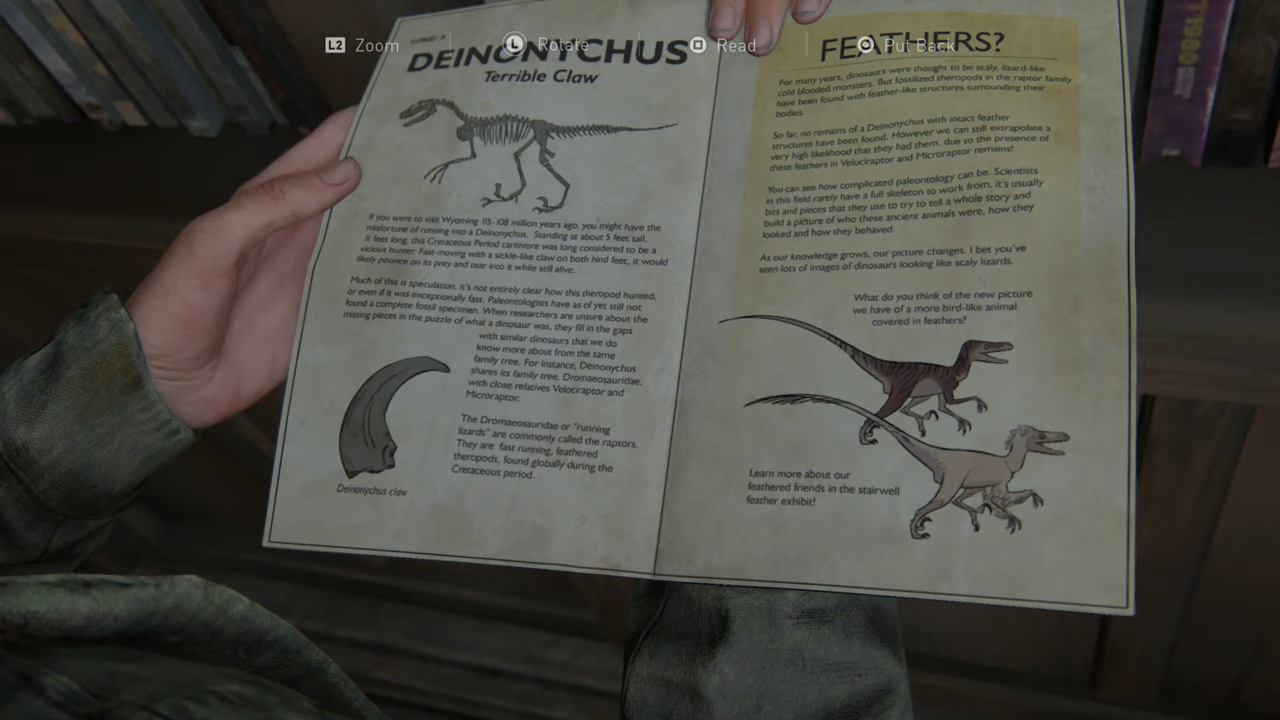 L2 Zoom
L Rotate
Read
Put Back
LOBBY A
DEINONYCHUS
Terrible Claw
If you were to visit Wyoming 115-108 million years ago, you might have the
misfortune of running into a Deinonychus. Standing at about 5 feet tall,
11 feet long, this Cretaceous Period carnivore was long considered to be a
vicious hunter. Fast-moving with a sickle-like claw on both hind feet, it would
likely pounce on its prey and tear into it while still alive.
Much of this is speculation, it's not entirely clear how this theropod hunted,
or even if it was exceptionally fast. Paleontologists have as of yet still not
found a complete fossil specimen. When researchers are unsure about the
missing pieces in the puzzle of what a dinosaur was, they fill in the gaps
with similar dinosaurs that we do
know more about from the same
family tree. For instance, Deinonychus
shares its family tree, Dromaeosauridae,
with close relatives Velociraptor and
Microraptor.
The Dromaeosauridae or "running
lizards" are commonly called the raptors.
They are fast running, feathered
theropods, found globally during the
Cretaceous period.
Deinonychus claw
FEATHERS?
For many years, dinosaurs were thought to be scaly, lizard-like
cold blooded monsters. But fossilized theropods in the raptor family
have been found with feather-like structures surrounding their
bodies.
So far, no remains of a Deinonychus with intact feather
structures have been found. However we can still extrapolate a
very high likelihood that they had them, due to the presence of
these feathers in Velociraptor and Microraptor remains!
You can see how complicated paleontology can be. Scientists
in this field rarely have a full skeleton to work from, it's usually
bits and pieces that they use to try to tell a whole story and
build a picture of who these ancient animals were, how they
looked and how they behaved.
As our knowledge grows, our picture changes. I bet you've
seen lots of images of dinosaurs looking like scaly lizards.
What do you think of the new picture
we have of a more bird-like animal
covered in feathers?
Learn more about our
feathered friends in the stairwell
feather exhibit!